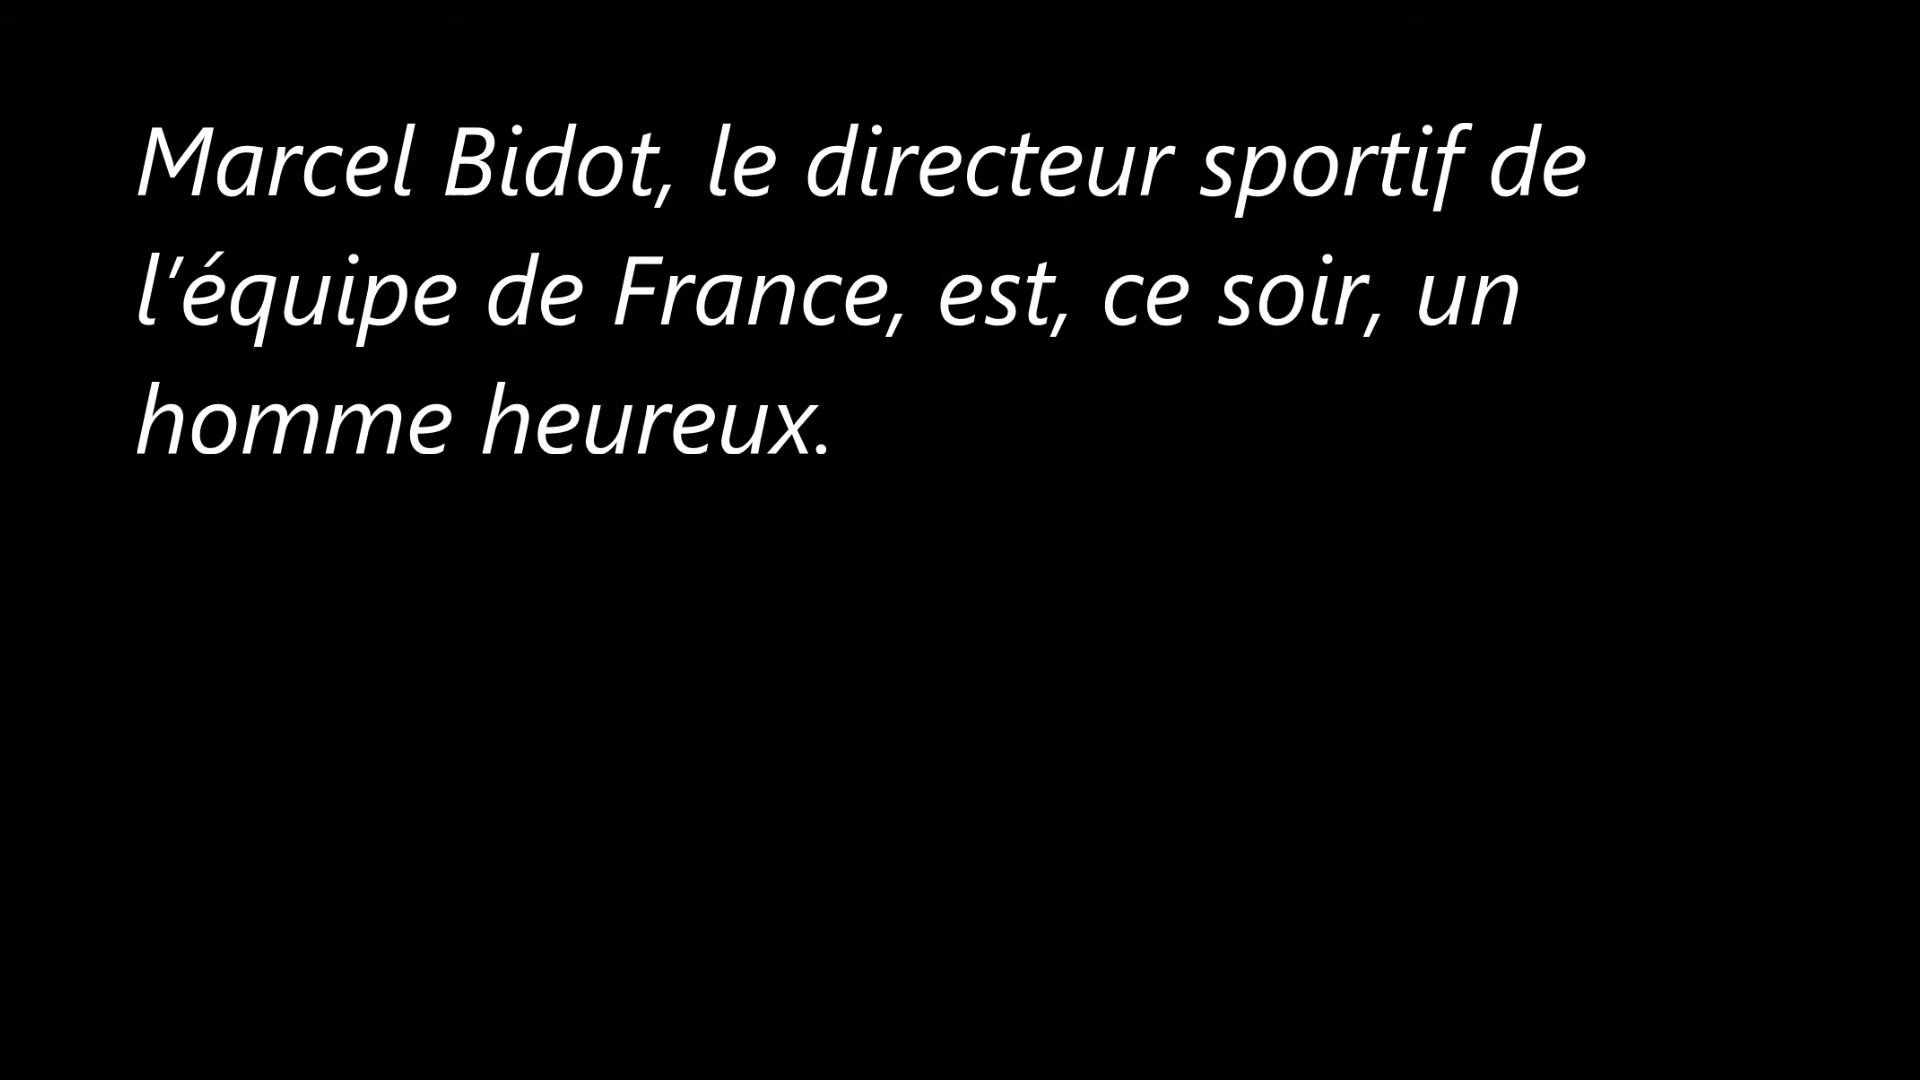 Marcel Bidot, le directeur sportif de
l'équipe de France, est, ce soir, un
homme heureux.